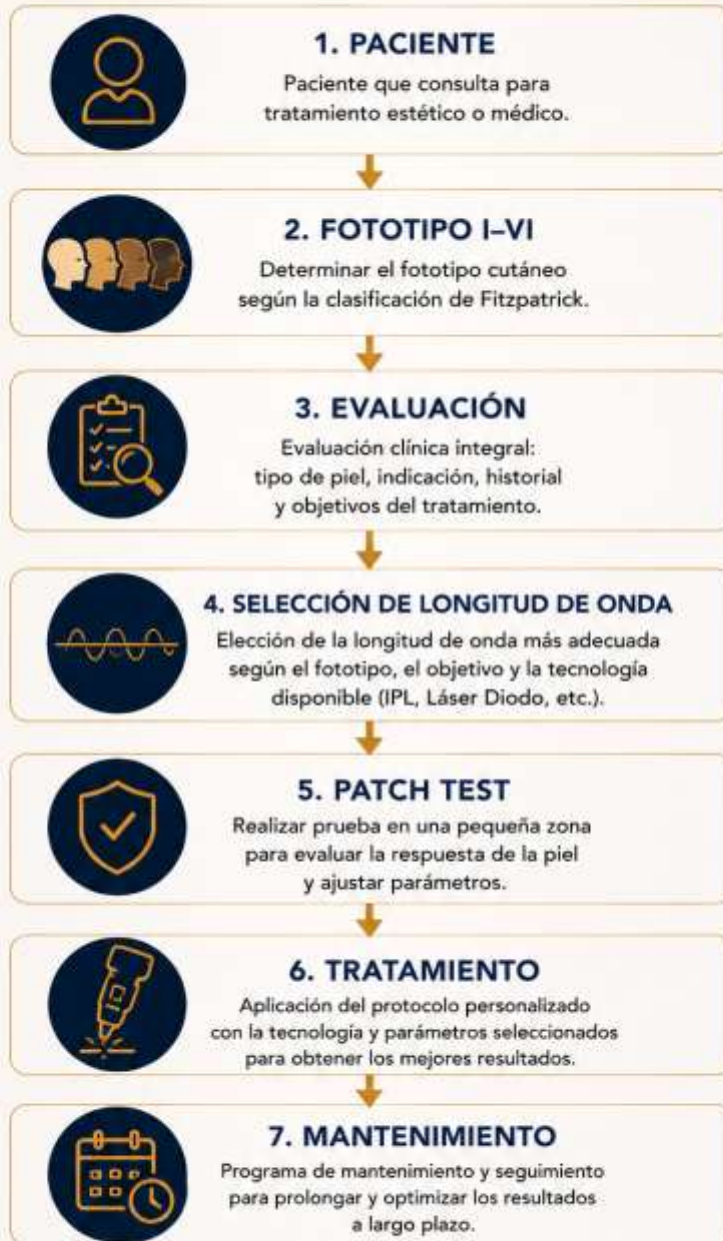 1. PACIENTE
Paciente que consulta para
tratamiento estético o médico.
2. FOTOTIPO I–VI
Determinar el fototipo cutáneo
según la clasificación de Fitzpatrick.
3. EVALUACIÓN
Evaluación clínica integral:
tipo de piel, indicación, historial
y objetivos del tratamiento.
4. SELECCIÓN DE LONGITUD DE ONDA
Elección de la longitud de onda más adecuada
según el fototipo, el objetivo y la tecnología
disponible (IPL, Láser Diodo, etc.).
5. PATCH TEST
Realizar prueba en una pequeña zona
para evaluar la respuesta de la piel
y ajustar parámetros.
6. TRATAMIENTO
Aplicación del protocolo personalizado
con la tecnología y parámetros seleccionados
para obtener los mejores resultados.
7. MANTENIMIENTO
Programa de mantenimiento y seguimiento
para prolongar y optimizar los resultados
a largo plazo.